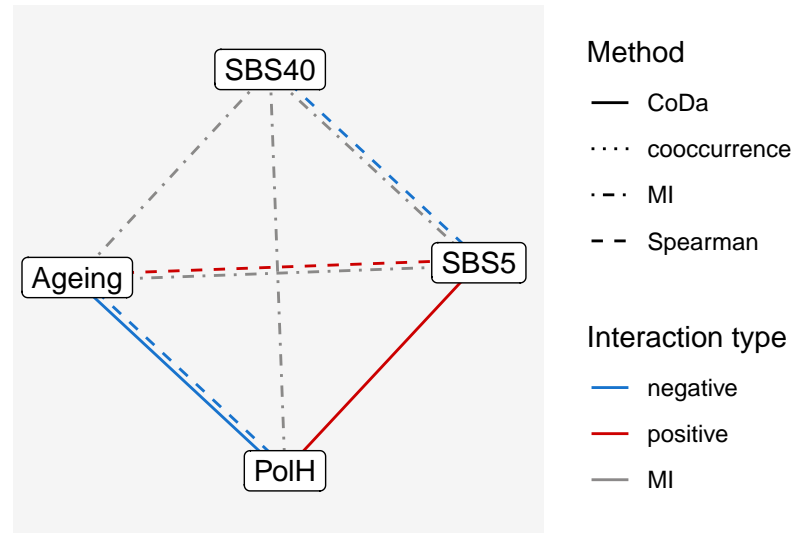 SBS40
Ageing
SBS5
PolH
Method
CoDa
cooccurrence
MI
Spearman
Interaction type
negative
positive
MI